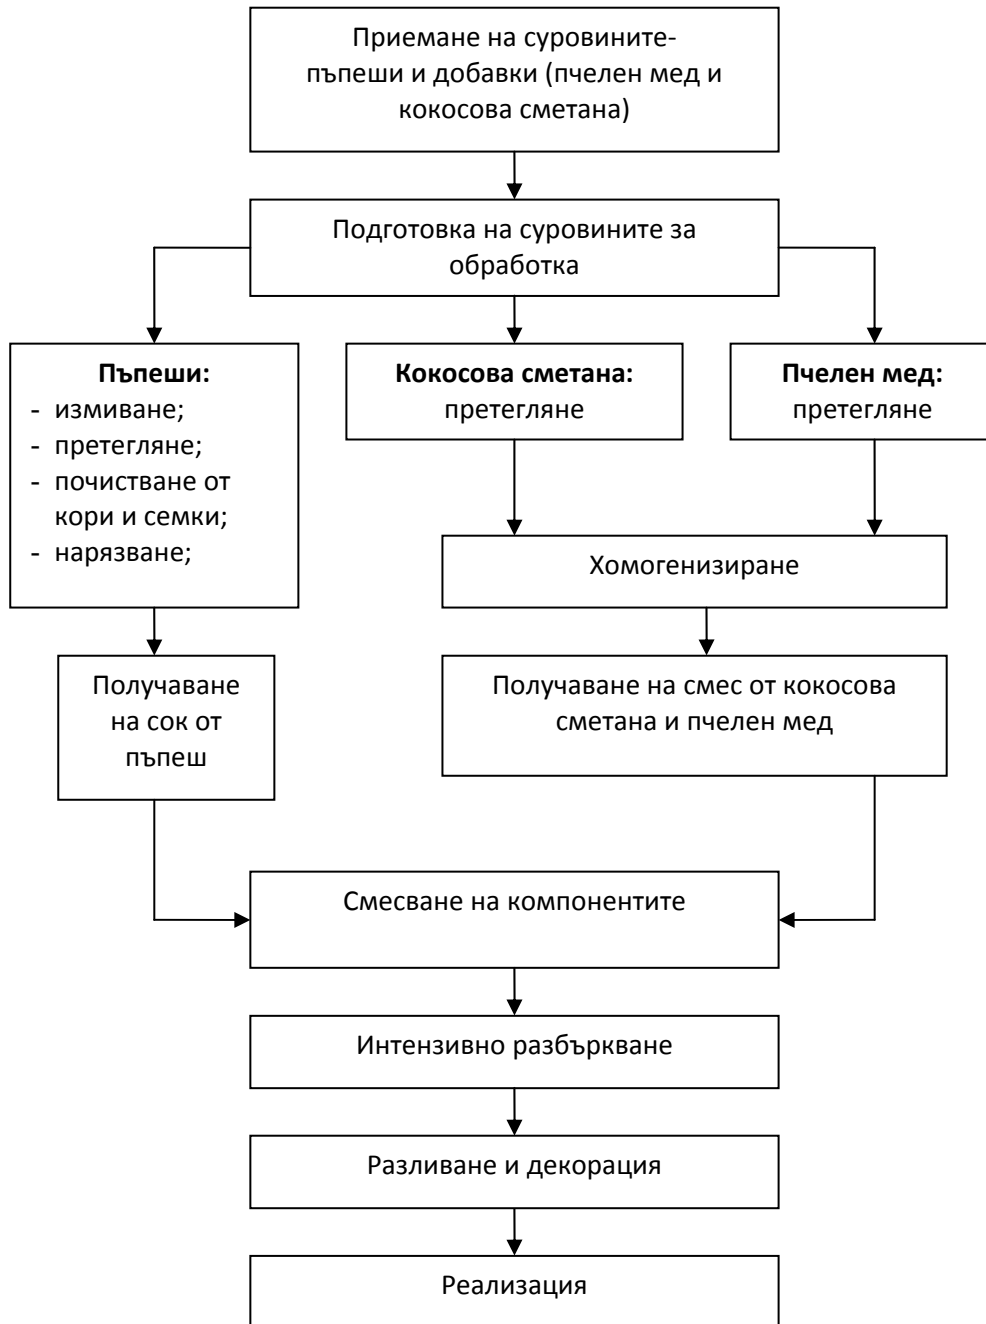 Приемане на суровините-
пъпеши и добавки (пчелен мед и
кокосова сметана)
Подготовка на суровините за
обработка
Пъпеши:
- измиване;
- претегляне;
- почистване от
кори и семки;
- нарязване;
Кокосова сметана:
претегляне
Пчелен мед:
претегляне
Хомогенизиране
Получаване
на сок от
пъпеш
Получаване на смес от кокосова
сметана и пчелен мед
Смесване на компонентите
Интензивно разбъркване
Разливане и декорация
Реализация